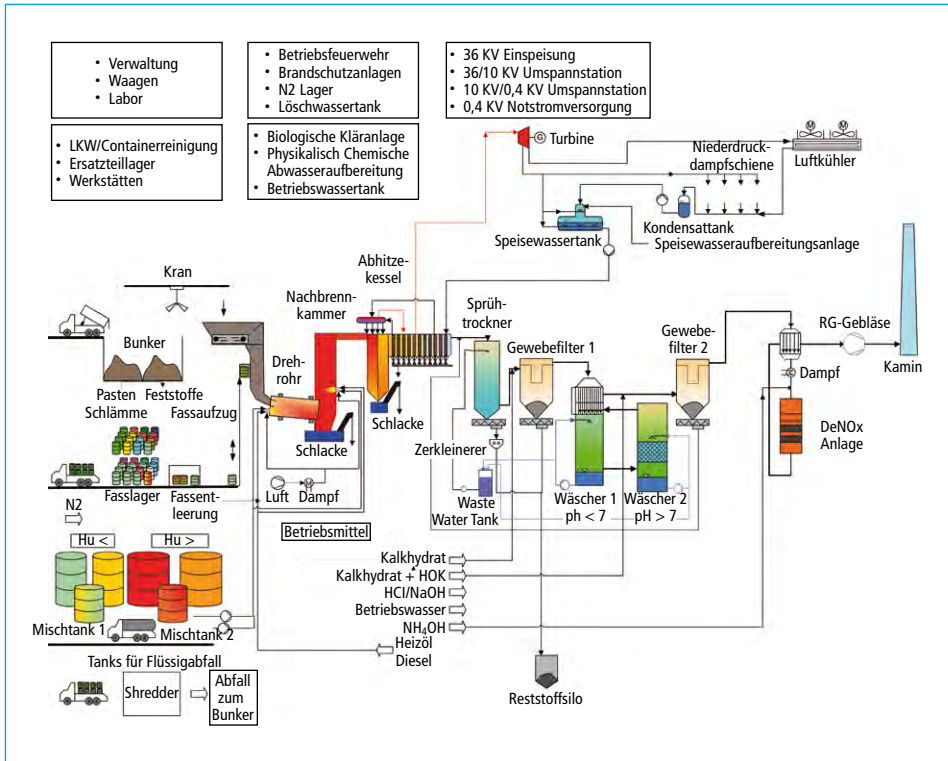 • Verwaltung
• Waagen
• Labor
• Betriebsfeuerwehr
• Brandschutzanlagen
• N2 Lager
• Löschwassertank
• 36 KV Einspeisung
• 36/10 KV Umspannstation
• 10 KV/0,4 KV Umspannstation
• 0,4 KV Notstromversorgung
• LKW/Containerreinigung
• Ersatzteillager
• Werkstätten
• Biologische Kläranlage
• Physikalisch Chemische
Abwasseraufbereitung
• Betriebswassertank
G
Turbine
M
M
Luftkühler
Niederdruck-
dampfschiene
Kondensattank
Speisewassertank
Speisewasseraufbereitungsanlage
Kran
Abhitze-
kessel
Nachbrenn-
kammer
Sprüh-
trockner
Gewebefilter 1
Gewebe-
filter 2
RG-Gebläse
Kamin
Dampf
DeNOx
Anlage
Bunker
Pasten
Schlämme
Feststoffe
Fassaufzug
Dreh-
rohr
Schlacke
Schlacke
Zerkleinerer
Waste
Water Tank
Wäscher 1
ph < 7
Wäscher 2
pH > 7
Luft
Dampf
Fasslager
Fassent-
leerung
N2
Betriebsmittel
Hu <
Hu >
Kalkhydrat
Kalkhydrat + HOK
HCl/NaOH
Betriebswasser
NH4OH
Heizöl
Diesel
Mischtank 1
Mischtank 2
Tanks für Flüssigabfall
Shredder
Abfall
zum
Bunker
Reststoffsilo